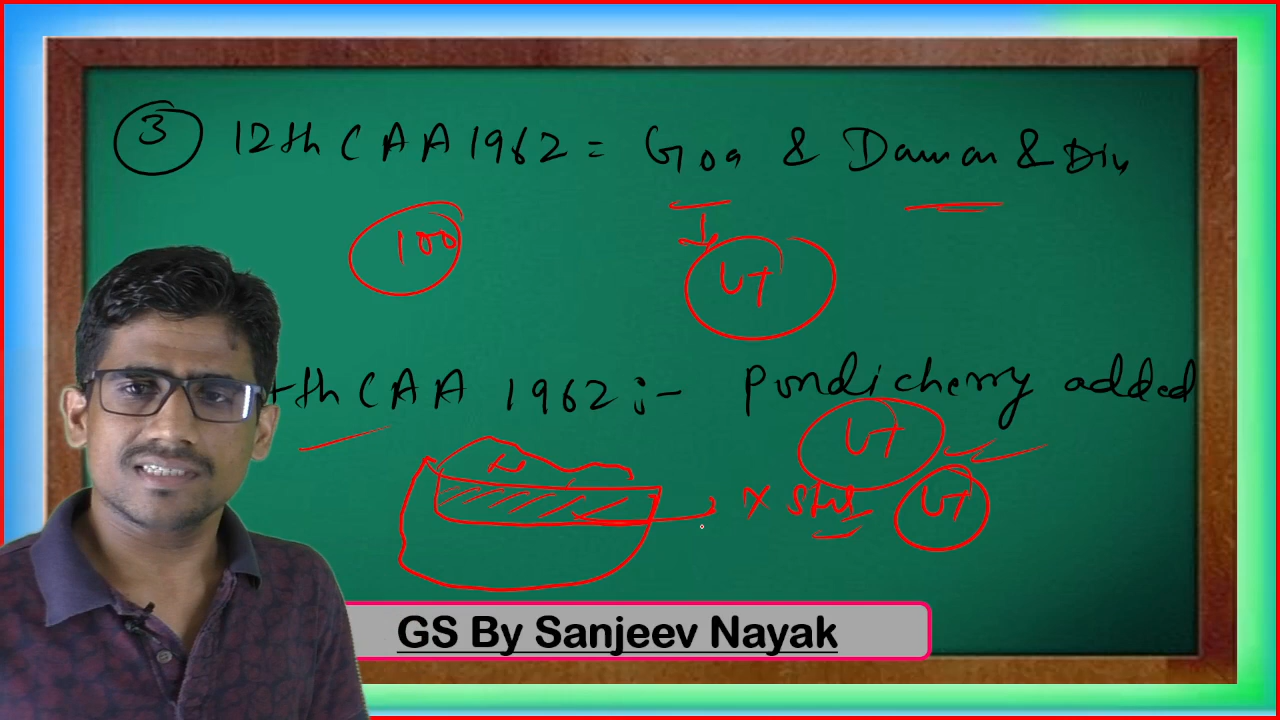 3 12th CAA 1962 = Goa & Daman & Diu
100
UT
th CAA 1962 :- Pondicherry added
UT
N
X UT
GS By Sanjeev Nayak